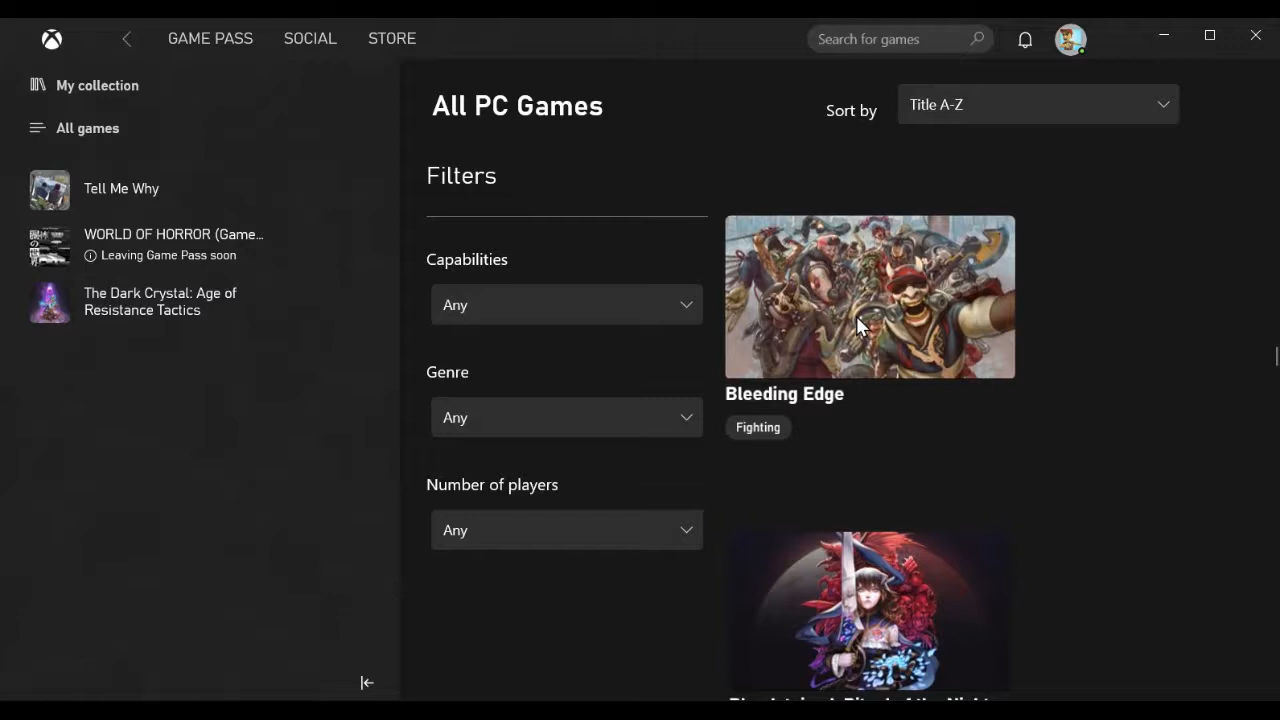 GAME PASS SOCIAL STORE Search for games
My collection
All games
Tell Me Why
WORLD OF HORROR (Game...
Leaving Game Pass soon
The Dark Crystal: Age of
Resistance Tactics
All PC Games
Sort by Title A-Z
Filters
Capabilities
Any
Genre
Any
Number of players
Any
Bleeding Edge
Fighting